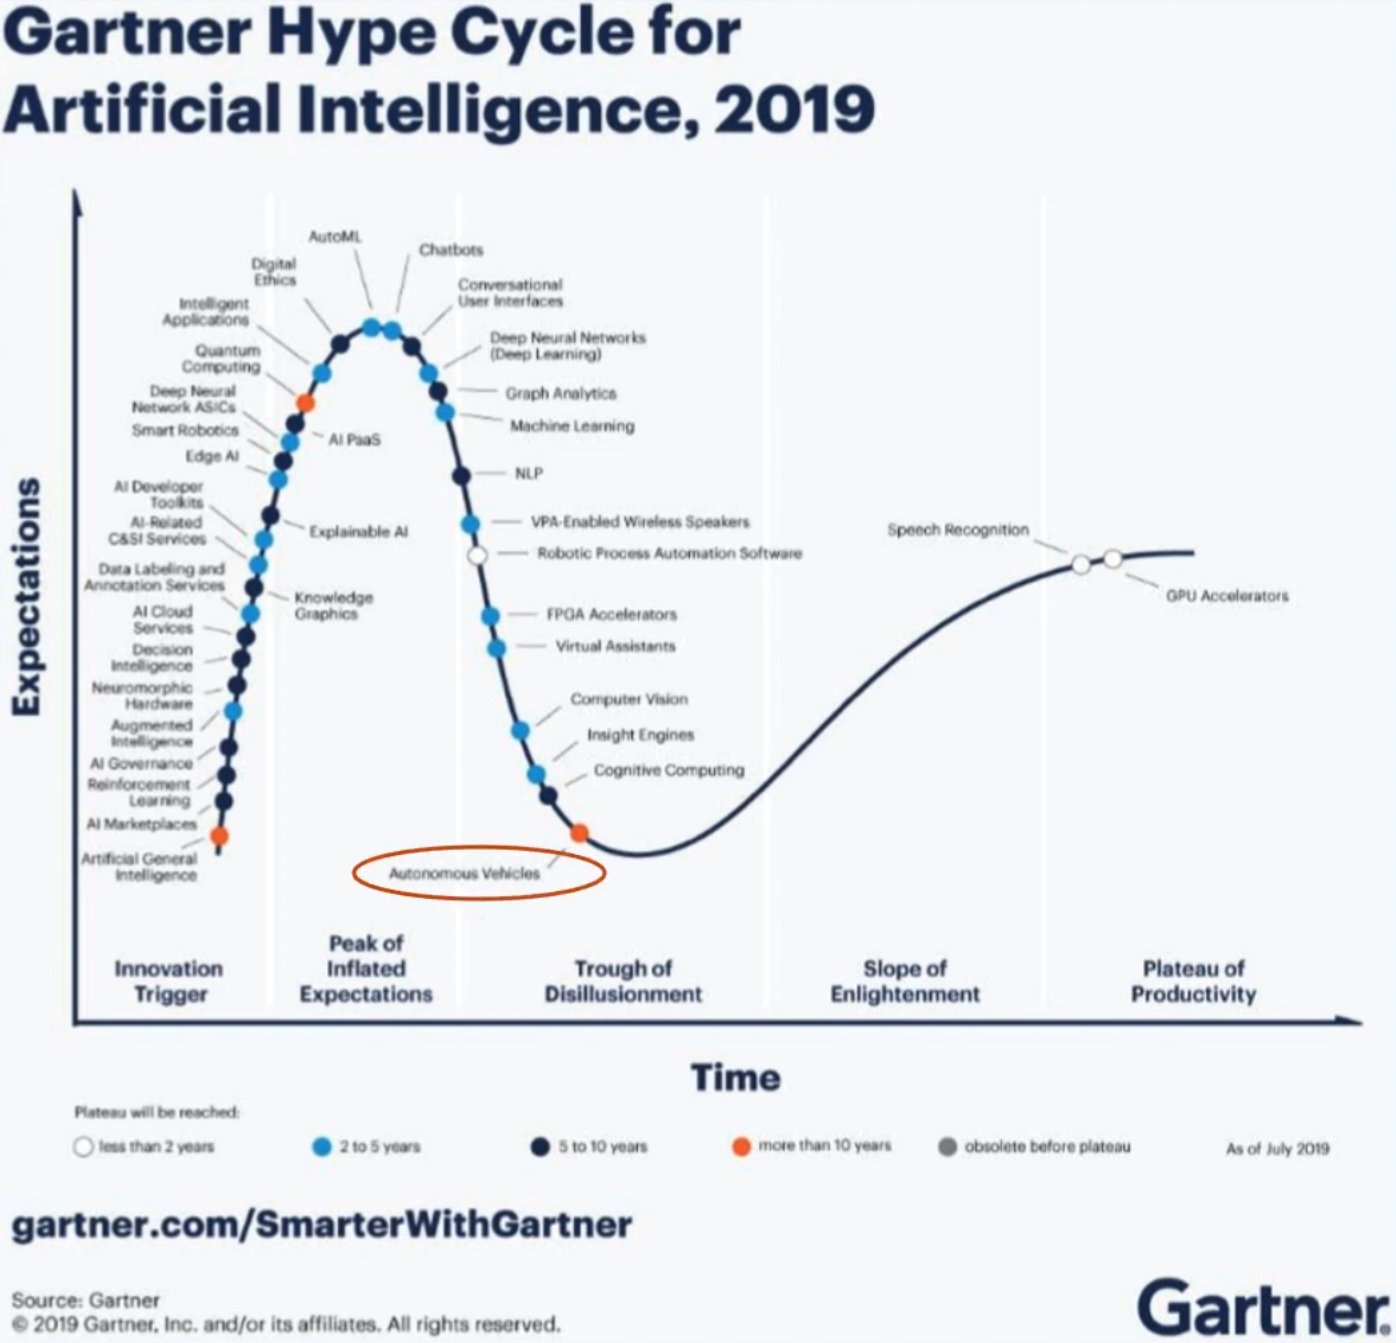 Gartner Hype Cycle for
Artificial Intelligence, 2019
Expectations
AutoML
Chatbots
Digital
Ethics
Conversational
User Interfaces
Intelligent
Applications
Deep Neural Networks
(Deep Learning)
Quantum
Computing
Graph Analytics
Deep Neural
Network ASICs
Machine Learning
Smart Robotics
AI PaaS
Edge AI
NLP
AI Developer
Toolkits
VPA-Enabled Wireless Speakers
AI-Related
C&SI Services
Explainable AI
Robotic Process Automation Software
Speech Recognition
Data Labeling and
Annotation Services
Knowledge
Graphics
GPU Accelerators
AI Cloud
Services
FPGA Accelerators
Decision
Intelligence
Virtual Assistants
Neuromorphic
Hardware
Computer Vision
Augmented
Intelligence
Insight Engines
AI Governance
Cognitive Computing
Reinforcement
Learning
AI Marketplaces
Artificial General
Intelligence
Autonomous Vehicles
Innovation
Trigger
Peak of
Inflated
Expectations
Trough of
Disillusionment
Slope of
Enlightenment
Plateau of
Productivity
Time
Plateau will be reached:
less than 2 years
2 to 5 years
5 to 10 years
more than 10 years
obsolete before plateau
As of July 2019
gartner.com/SmarterWithGartner
Source: Gartner
© 2019 Gartner, Inc. and/or its affiliates. All rights reserved.
Gartner®